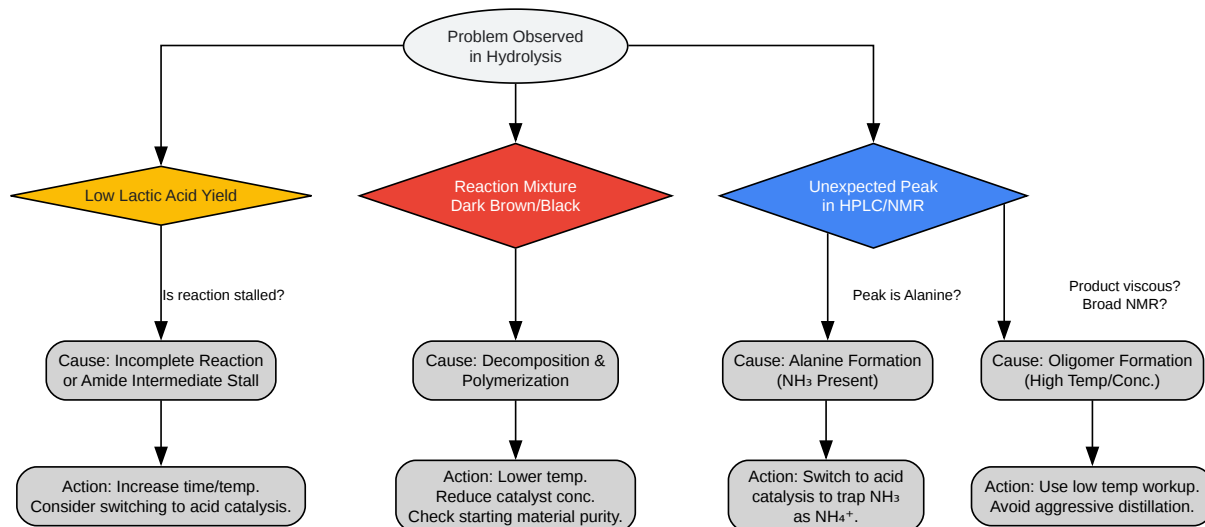 Problem Observed
in Hydrolysis
Low Lactic Acid Yield
Reaction Mixture
Dark Brown/Black
Unexpected Peak
in HPLC/NMR
Is reaction stalled?
Peak is Alanine?
Product viscous?
Broad NMR?
Cause: Incomplete Reaction
or Amide Intermediate Stall
Cause: Decomposition &
Polymerization
Cause: Alanine Formation
(NH₃ Present)
Cause: Oligomer Formation
(High Temp/Conc.)
Action: Increase time/temp.
Consider switching to acid catalysis.
Action: Lower temp.
Reduce catalyst conc.
Check starting material purity.
Action: Switch to acid
catalysis to trap NH₃
as NH₄⁺.
Action: Use low temp workup.
Avoid aggressive distillation.